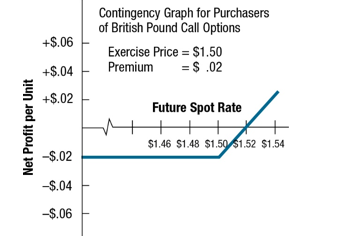 Contingency Graph for Purchasers
of British Pound Call Options
Exercise Price = $1.50
Premium = $ .02
+$.06
+$.04
+$.02
–$.02
–$.04
–$.06
Net Profit per Unit
Future Spot Rate
$1.46 $1.48 $1.50 $1.52 $1.54